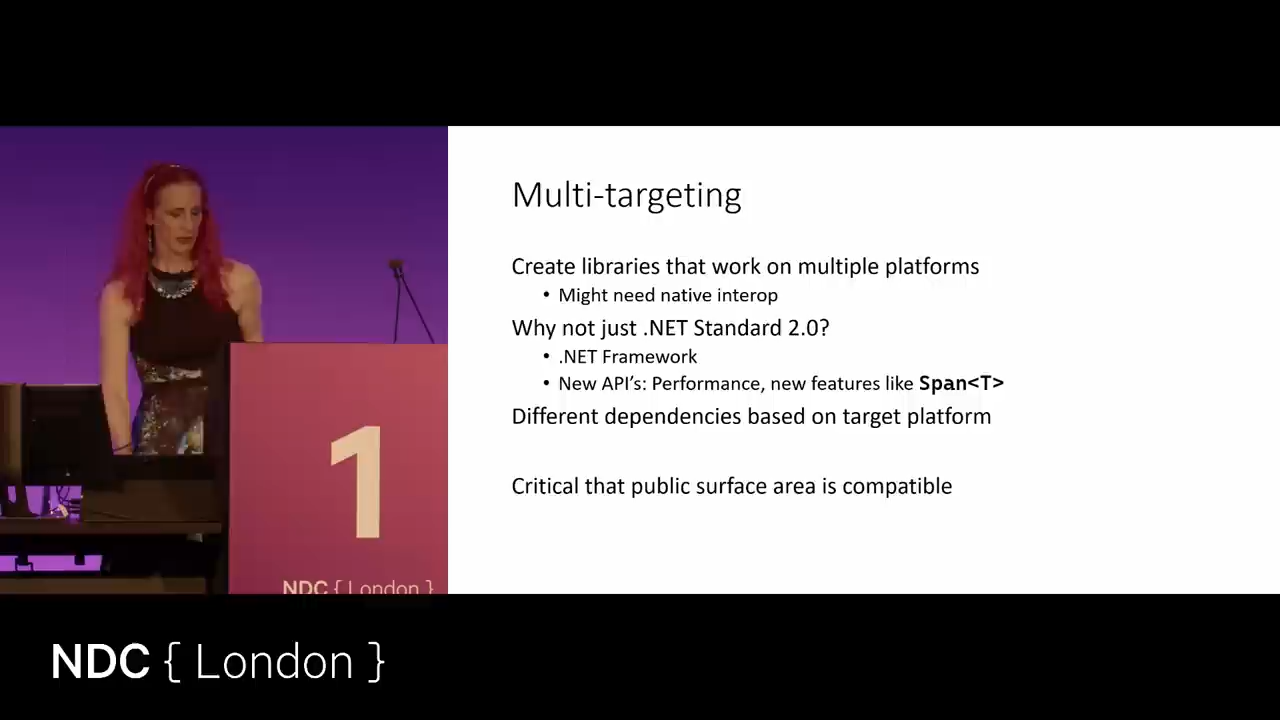 Multi-targeting
Create libraries that work on multiple platforms
• Might need native interop
Why not just .NET Standard 2.0?
• .NET Framework
• New API's: Performance, new features like Span<T>
Different dependencies based on target platform
Critical that public surface area is compatible
1
NDC { London }
NDC { London }